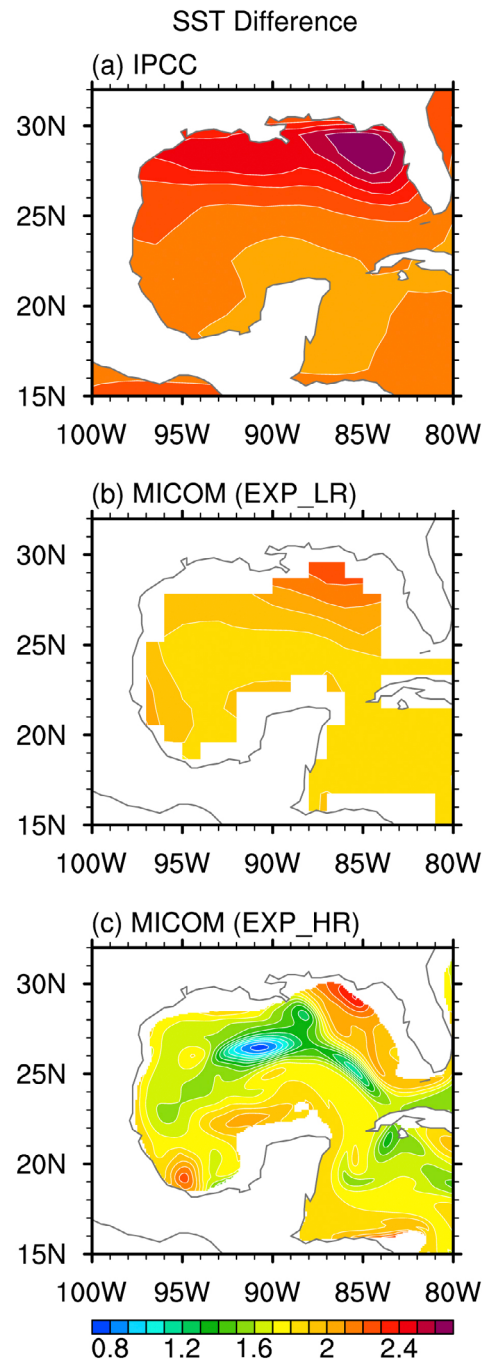 SST Difference
(a) IPCC
30N
25N
20N
15N
100W 95W 90W 85W 80W
(b) MICOM (EXP_LR)
30N
25N
20N
15N
100W 95W 90W 85W 80W
(c) MICOM (EXP_HR)
30N
25N
20N
15N
100W 95W 90W 85W 80W
0.8 1.2 1.6 2 2.4